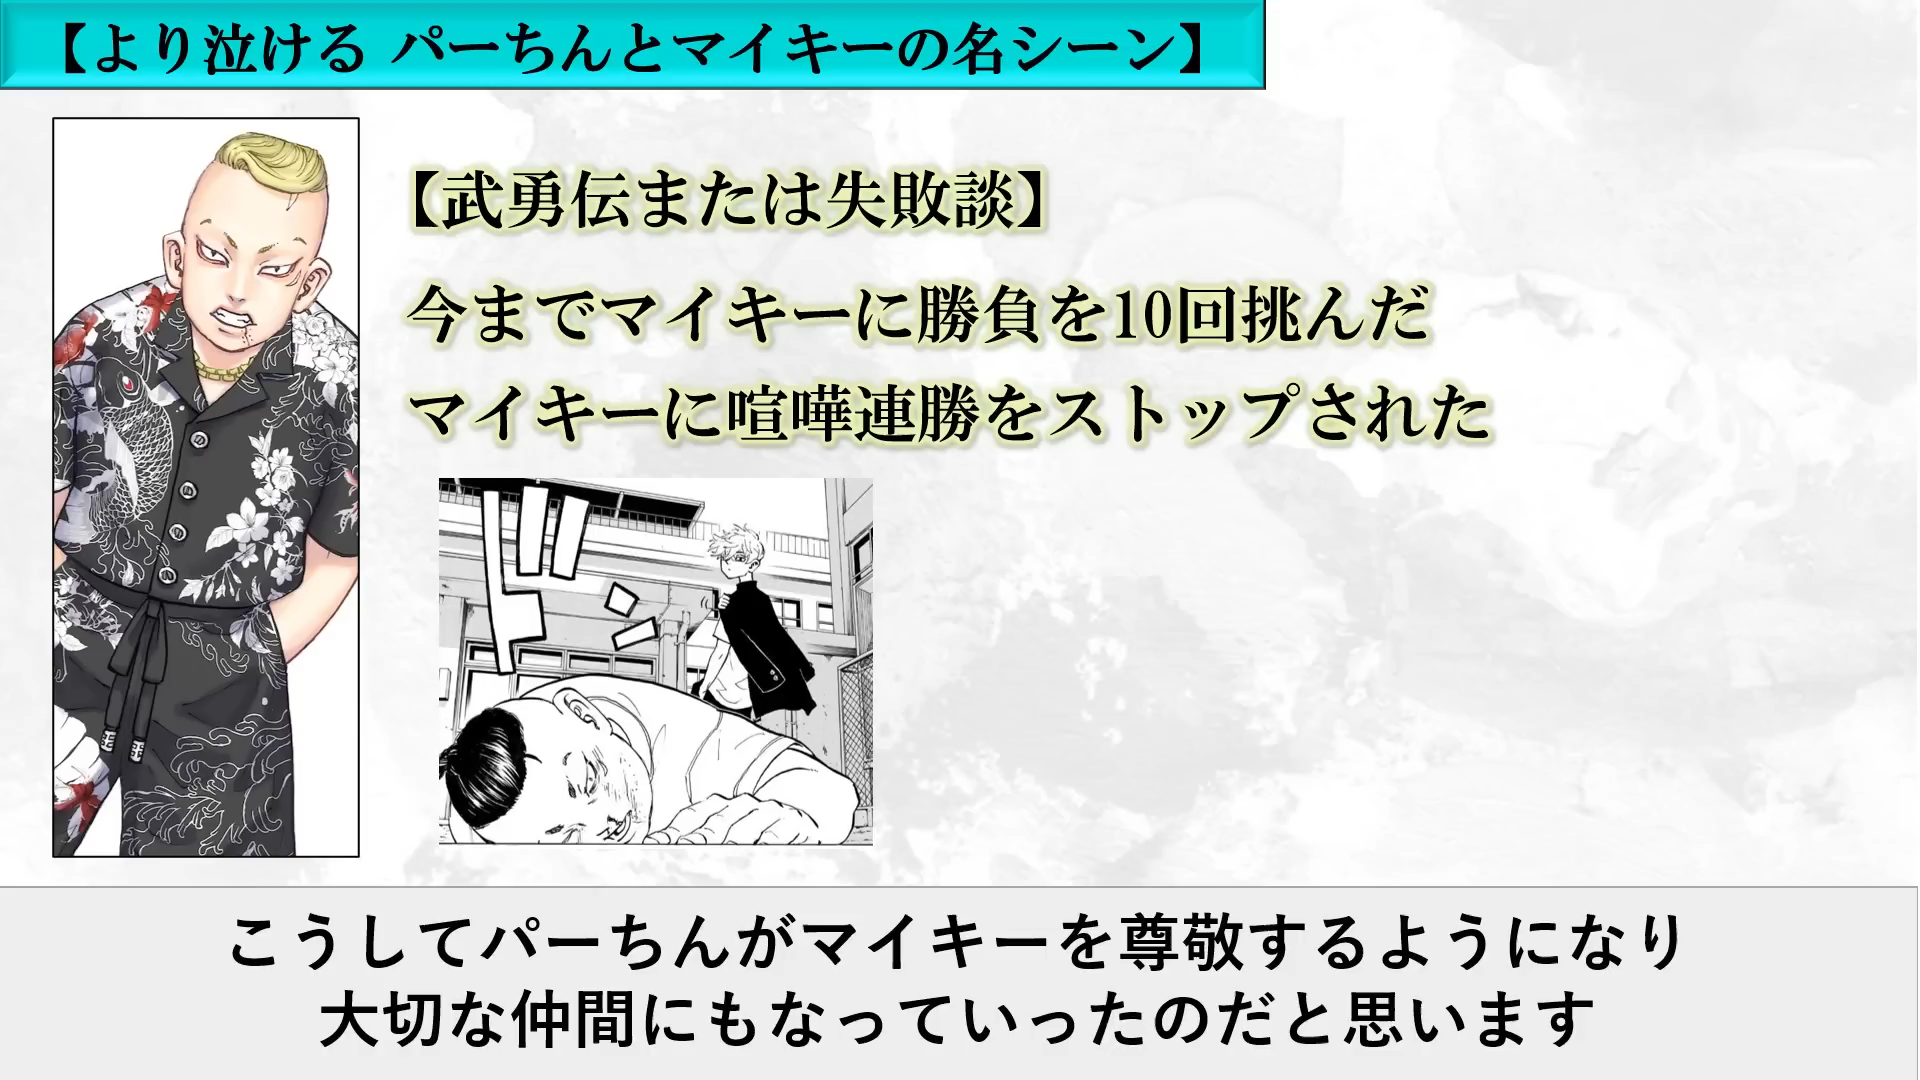 【より泣ける パーちんとマイキーの名シーン】
【武勇伝または失敗談】
今までマイキーに勝負を10回挑んだ
マイキーに喧嘩連勝をストップされた
こうしてパーちんがマイキーを尊敬するようになり
大切な仲間にもなっていったのだと思います